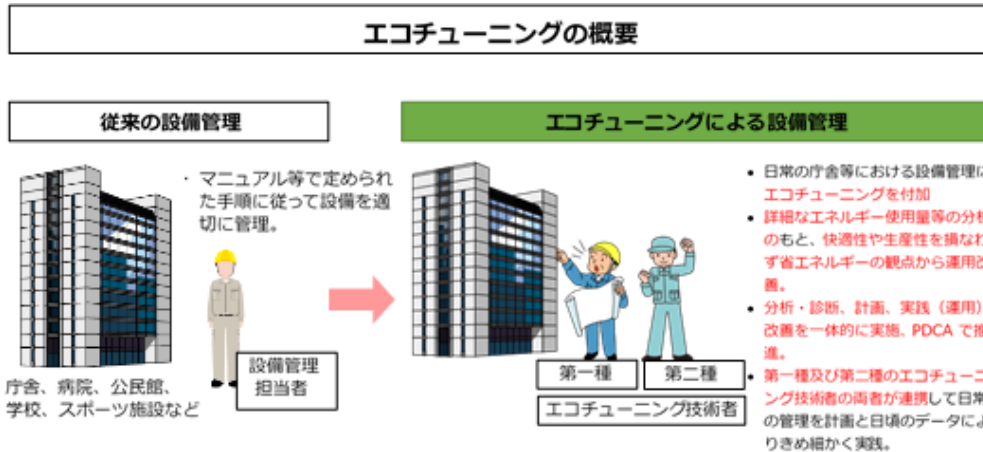 エコチューニングの概要
従来の設備管理
エコチューニングによる設備管理
・ マニュアル等で定められ
た手順に従って設備を適
切に管理。
設備管理
担当者
庁舎、病院、公民館、
学校、スポーツ施設など
第一種
第二種
エコチューニング技術者
• 日常の庁舎等における設備管理に
エコチューニングを付加
• 詳細なエネルギー使用量等の分析
のもと、快適性や生産性を損なわ
ず省エネルギーの観点から運用改
善。
• 分析・診断、計画、実践（運用）
改善を一体的に実施、PDCA で推
進。
• 第一種及び第二種のエコチューニ
ング技術者の両者が連携して日常
の管理を計画と日頃のデータによ
りきめ細かく実践。